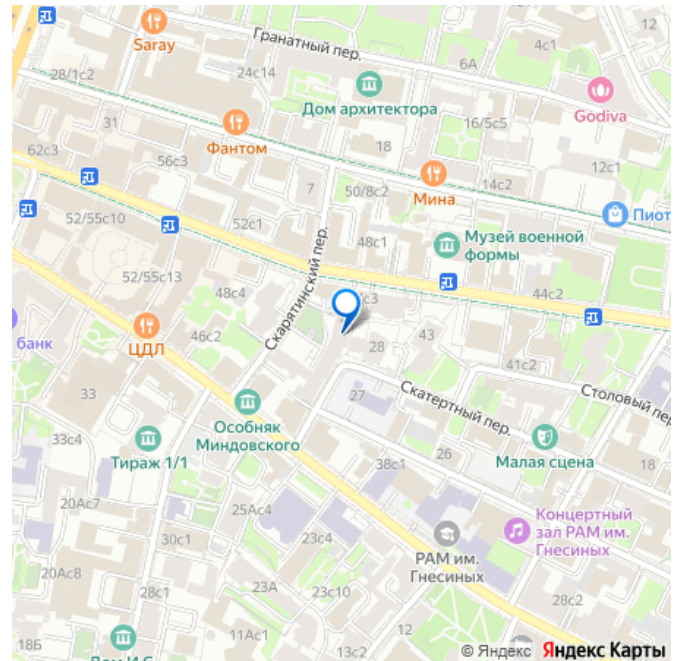 Saray
Гранатный пер.
4с1
28/1с2
24с14
6А
Дом архитектора
Godiva
31
Фантом
18
16/5с5
62с3
56с3
7
50/8с2
Мина
14с2
12с1
Пиот
52/55с10
52с1
48с1
Музей военной
формы
52/55с13
Скарятинский пер.
48с4
44с2
банк
ЦДЛ
46с2
28
43
41с2
33
Особняк
Миндовского
27
Скатертный пер.
Столовый пер
33с4
Тираж 1/1
38с1
26
Малая сцена
18
20Ас7
25Ас4
Концертный
зал РАМ им.
Гнесиных
30с1
23с4
РАМ им.
Гнесиных
20Ас8
28с1
23А
23с10
13с2
28с2
18Б
11Ас1
12
© Яндекс Яндекс Карты